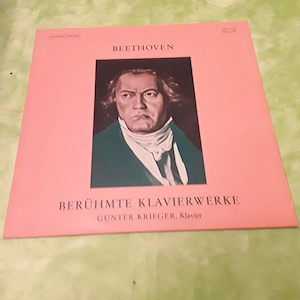 BEETHOVEN
BERÜHMTE KLAVIERWERKE
GÜNTER KRIEGER, Klavier